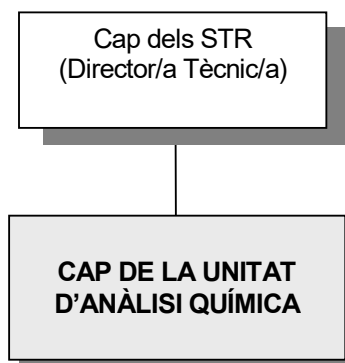 Cap dels STR
(Director/a Tècnic/a)
CAP DE LA UNITAT
D'ANÀLISI QUÍMICA